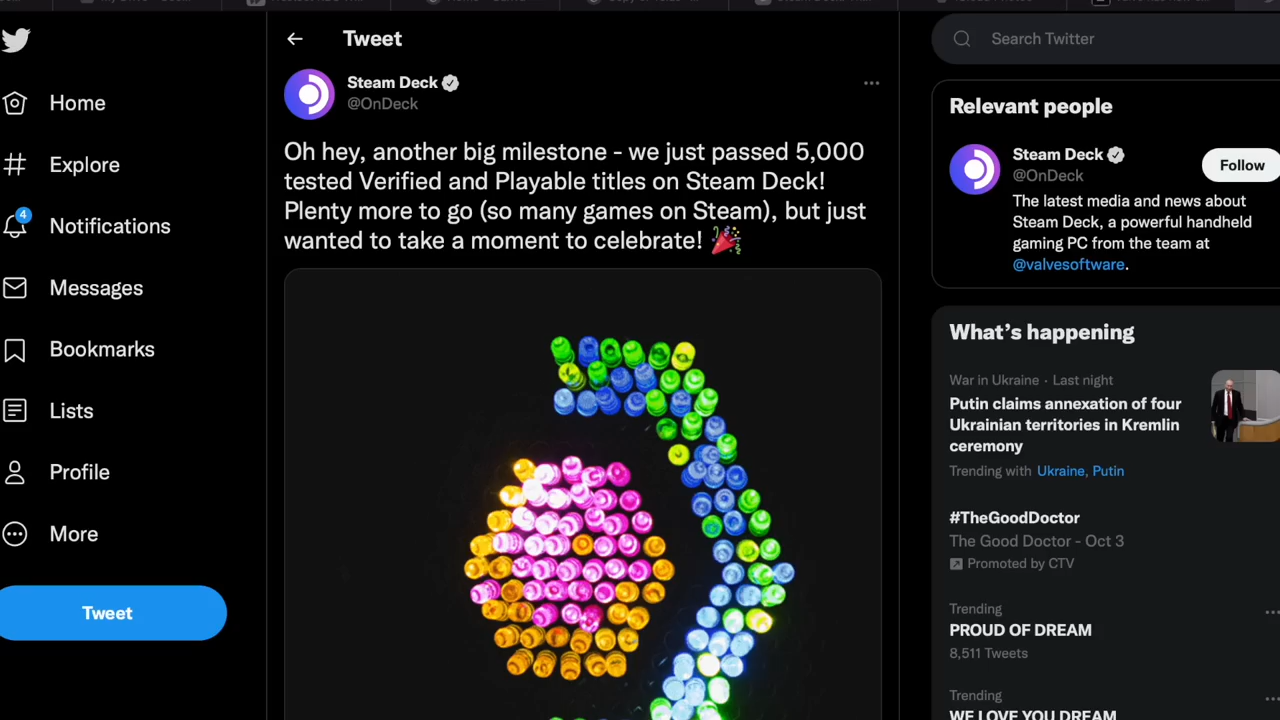 Tweet
Search Twitter
Steam Deck
@OnDeck
Home
Explore
4
Notifications
Messages
Bookmarks
Lists
Profile
More
Tweet
Oh hey, another big milestone - we just passed 5,000
tested Verified and Playable titles on Steam Deck!
Plenty more to go (so many games on Steam), but just
wanted to take a moment to celebrate! 🎉
Relevant people
Steam Deck
@OnDeck
Follow
The latest media and news about
Steam Deck, a powerful handheld
gaming PC from the team at
@valvesoftware.
What's happening
War in Ukraine · Last night
Putin claims annexation of four
Ukrainian territories in Kremlin
ceremony
Trending with Ukraine, Putin
#TheGoodDoctor
The Good Doctor - Oct 3
Promoted by CTV
Trending
PROUD OF DREAM
8,511 Tweets
Trending
WE LOVE YOU DREAM